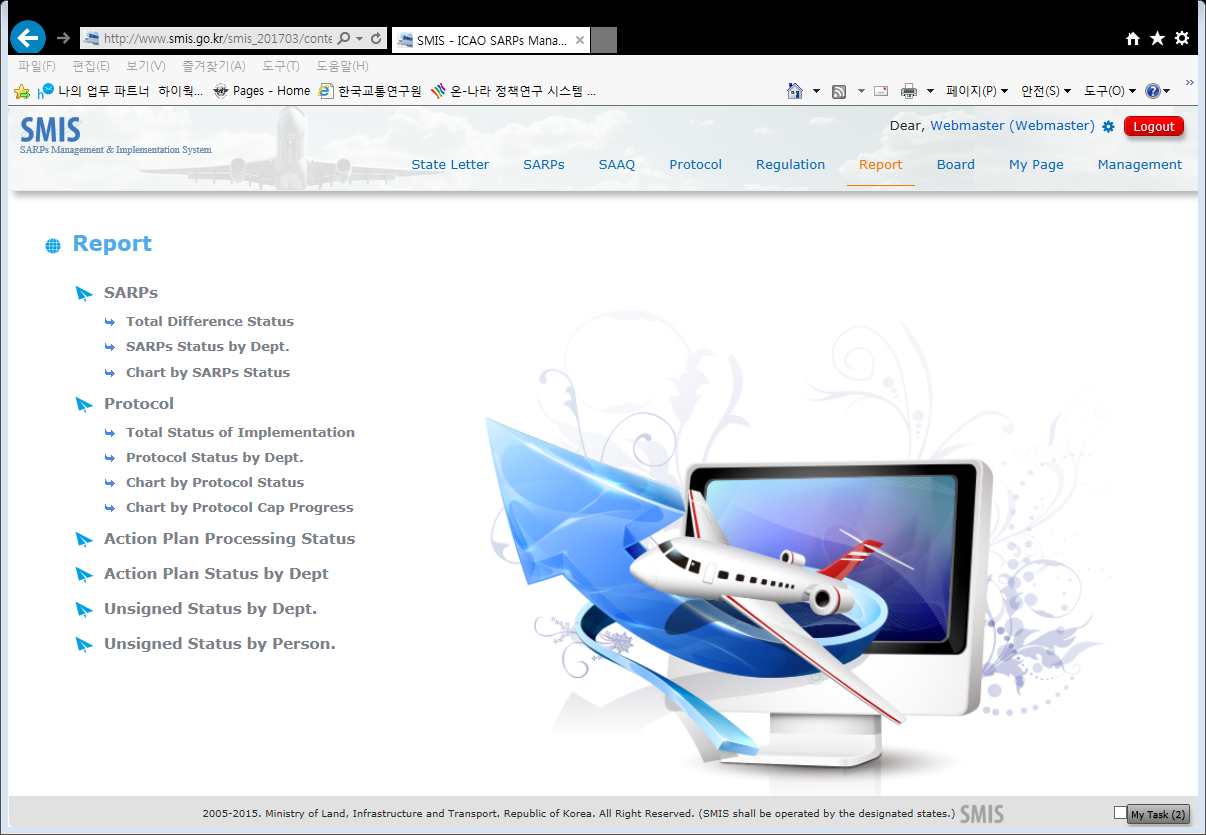 http://www.smis.go.kr/smis_201703/conte
SMIS - ICAO SARPs Mana...
파일(F) 편집(E) 보기(V) 즐겨찾기(A) 도구(T) 도움말(H)
나의 업무 파트너 하이웍... Pages - Home 한국교통연구원 온-나라 정책연구 시스템 ... 페이지(P) 안전(S) 도구(O)
SMIS
SARPs Management & Implementation System
Dear, Webmaster (Webmaster) Logout
State Letter SARPs SAAQ Protocol Regulation Report Board My Page Management
Report
SARPs
Total Difference Status
SARPs Status by Dept.
Chart by SARPs Status
Protocol
Total Status of Implementation
Protocol Status by Dept.
Chart by Protocol Status
Chart by Protocol Cap Progress
Action Plan Processing Status
Action Plan Status by Dept
Unsigned Status by Dept.
Unsigned Status by Person.
2005-2015. Ministry of Land, Infrastructure and Transport. Republic of Korea. All Right Reserved. (SMIS shall be operated by the designated states.) SMIS
My Task (2)